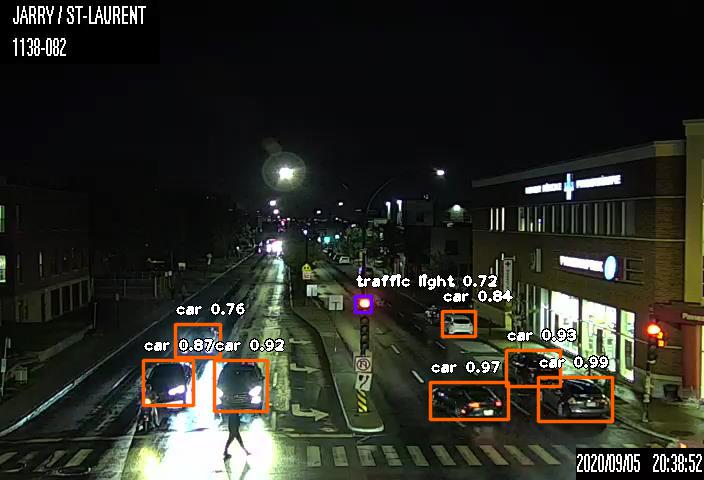 JARRY / ST-LAURENT
1138-082
traffic light 0.72
car 0.84
car 0.76
car 0.93
car 0.87
car 0.92
car 0.99
car 0.97
2020/09/05 20:38:52